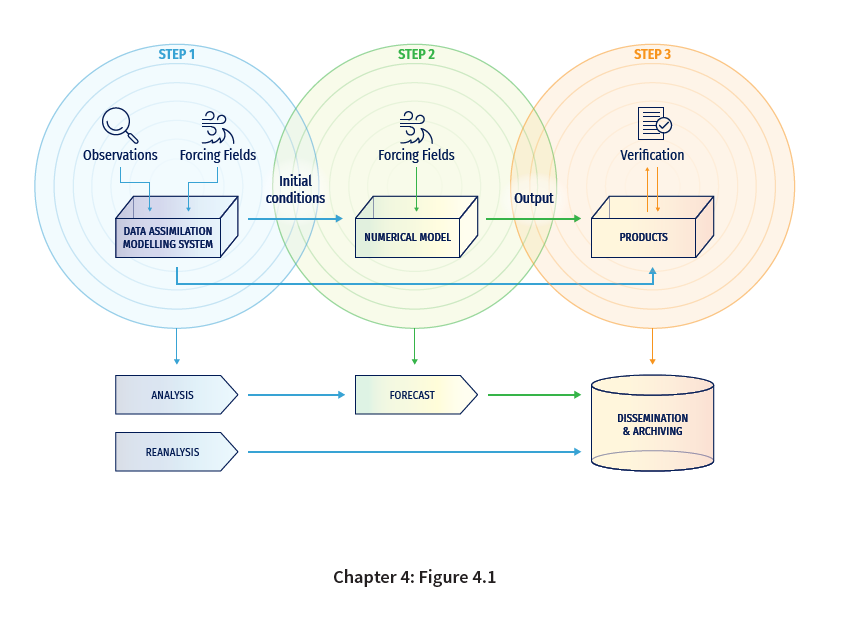 STEP 1
STEP 2
STEP 3
Observations
Forcing Fields
Forcing Fields
Verification
Initial
conditions
Output
DATA ASSIMILATION
MODELLING SYSTEM
NUMERICAL MODEL
PRODUCTS
ANALYSIS
FORECAST
DISSEMINATION
& ARCHIVING
REANALYSIS
Chapter 4: Figure 4.1